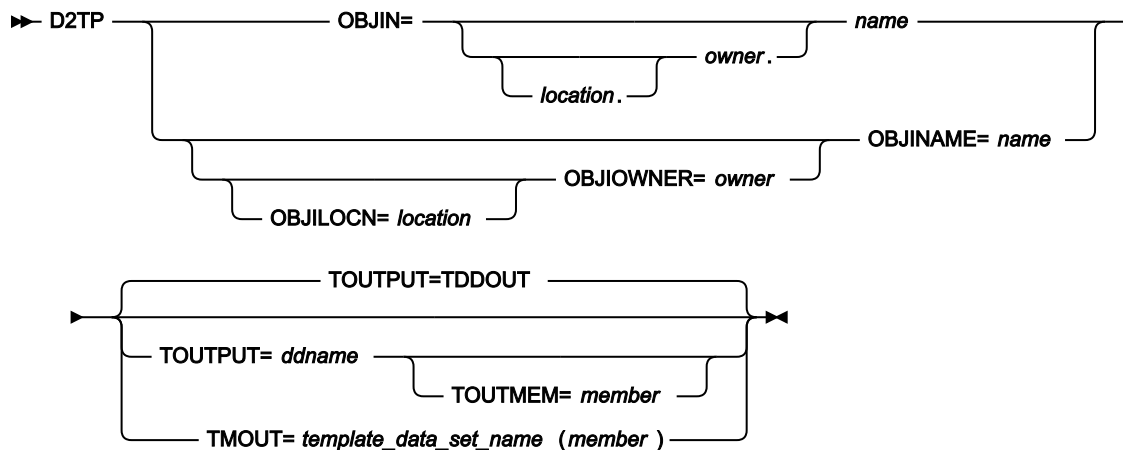 D2TP OBJIN= name
owner.
location.
OBJINAME= name
OBJIOWNER= owner
OBJILOCN= location
TOUTPUT=TDDOUT
TOUTPUT= ddname
TOUTMEM= member
TMOUT= template_data_set_name (member )